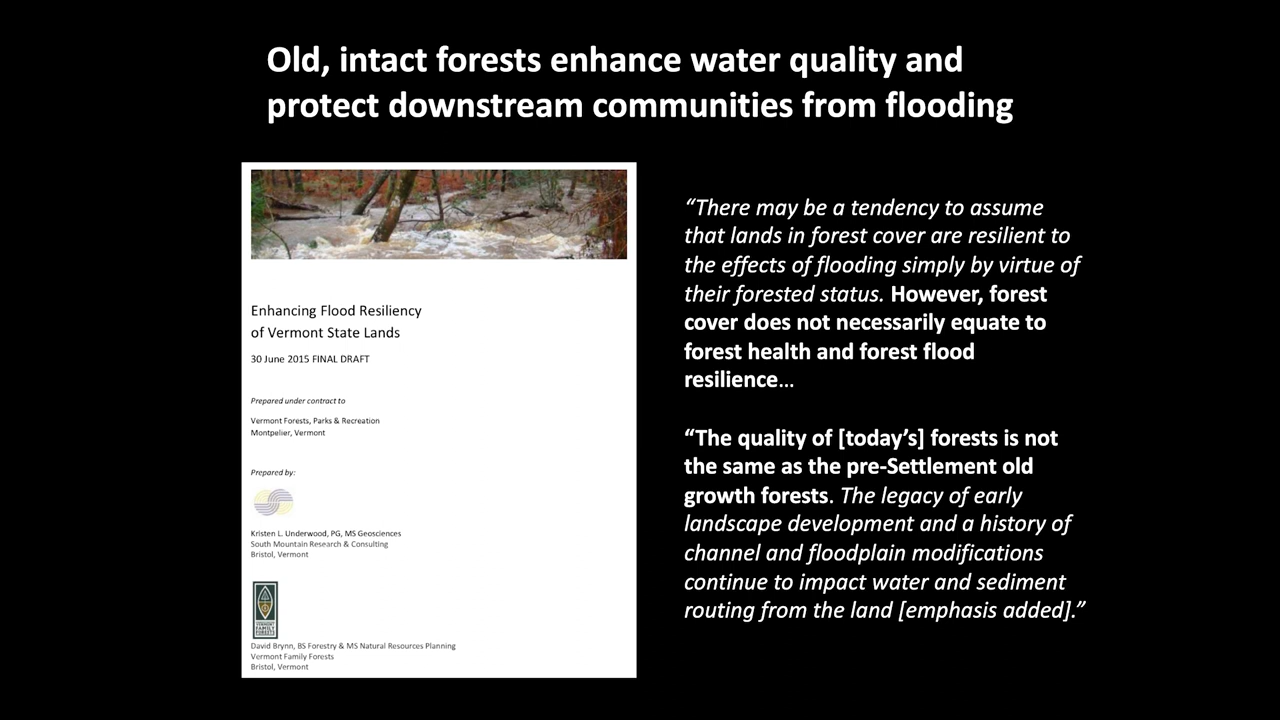 Old, intact forests enhance water quality and
protect downstream communities from flooding
Enhancing Flood Resiliency
of Vermont State Lands
30 June 2015 FINAL DRAFT
Prepared under contract to
Vermont Forests, Parks & Recreation
Montpelier, Vermont
Prepared by:
Kristen L. Underwood, PG, MS Geosciences
South Mountain Research & Consulting
Bristol, Vermont
VERMONT
FAMILY
FORESTS
David Brynn, BS Forestry & MS Natural Resources Planning
Vermont Family Forests
Bristol, Vermont
“There may be a tendency to assume
that lands in forest cover are resilient to
the effects of flooding simply by virtue of
their forested status. However, forest
cover does not necessarily equate to
forest health and forest flood
resilience…
“The quality of [today’s] forests is not
the same as the pre-Settlement old
growth forests. The legacy of early
landscape development and a history of
channel and floodplain modifications
continue to impact water and sediment
routing from the land [emphasis added].”